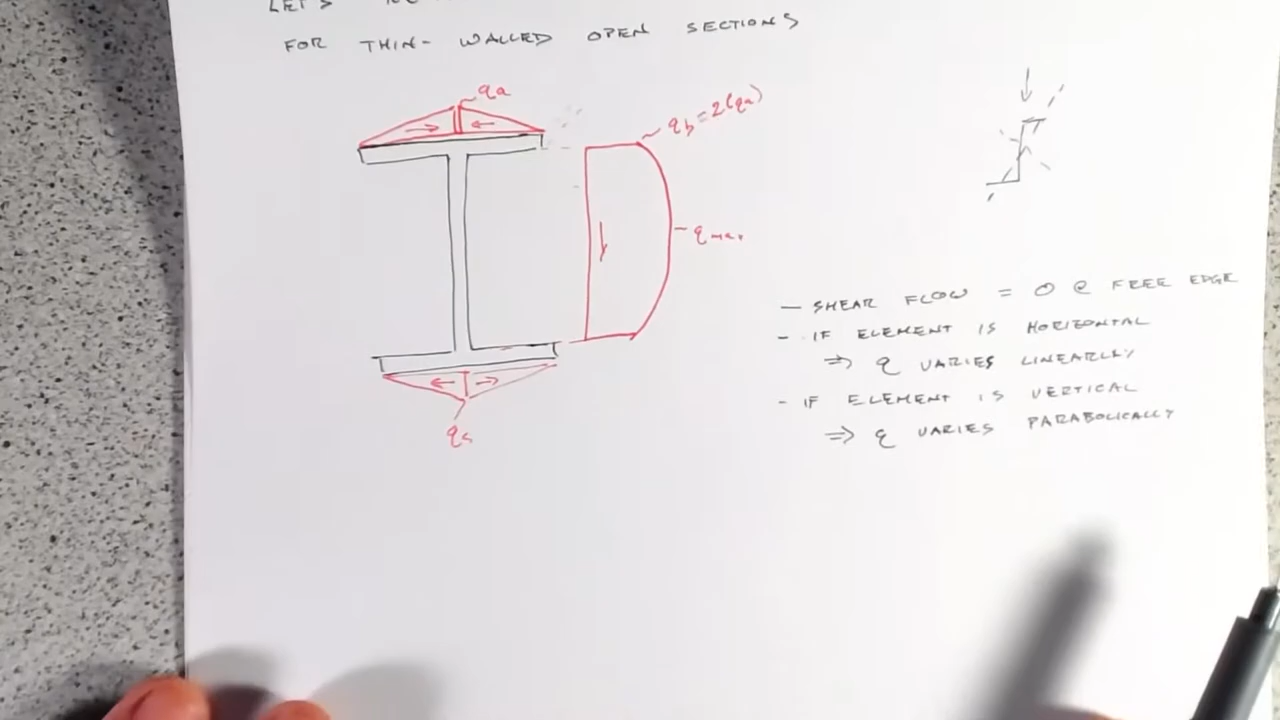 LET'S
FOR THIN- WALLED OPEN SECTIONS
qa
qb = 2(qa)
qmax
- SHEAR FLOW = 0 @ FREE EDGE
- IF ELEMENT IS HORIZONTAL
⇒ q VARIES LINEARLY
- IF ELEMENT IS VERTICAL
⇒ q VARIES PARABOLICALLY